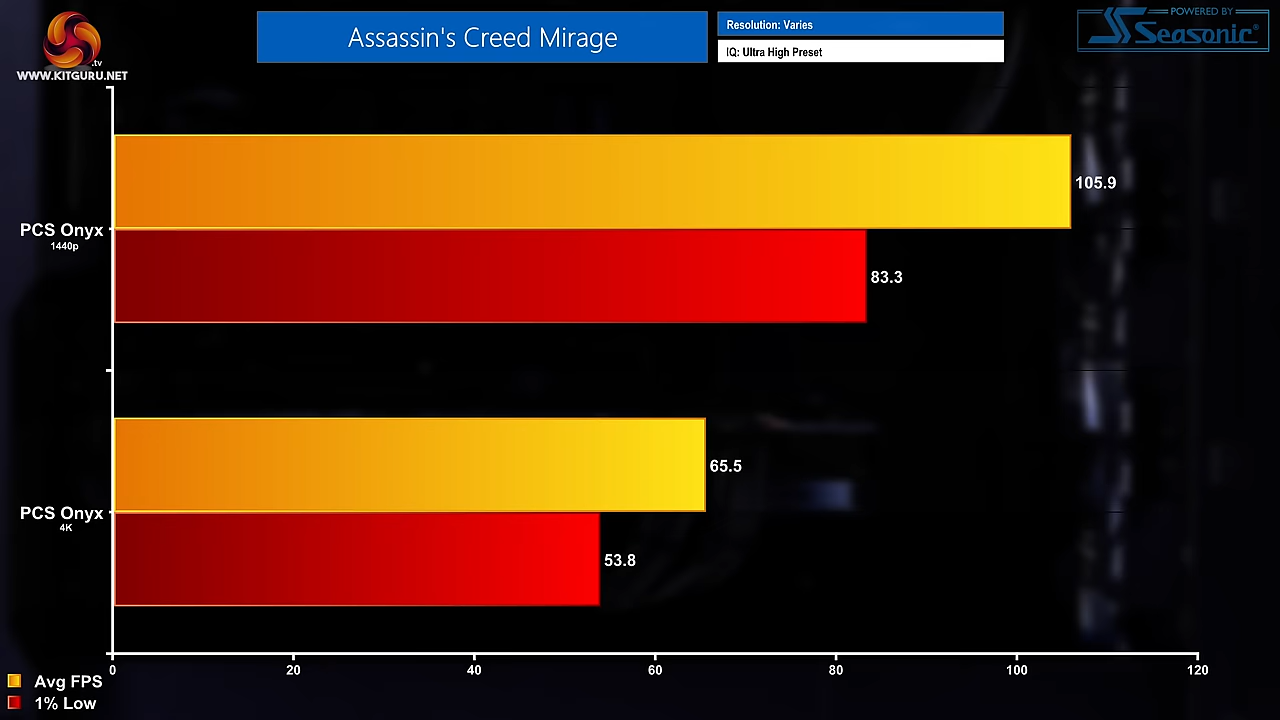 .tv
WWW.KITGURU.NET
Assassin's Creed Mirage
Resolution: Varies
IQ: Ultra High Preset
POWERED BY
Seasonic®
105.9
PCS Onyx
1440p
83.3
65.5
PCS Onyx
4K
53.8
0 20 40 60 80 100 120
Avg FPS
1% Low